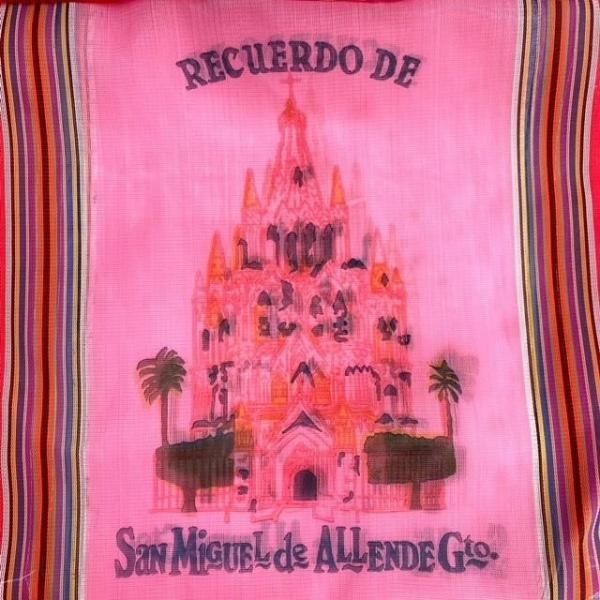 RECUERDO DE
SAN MIGUEL de ALLENDE Gto.